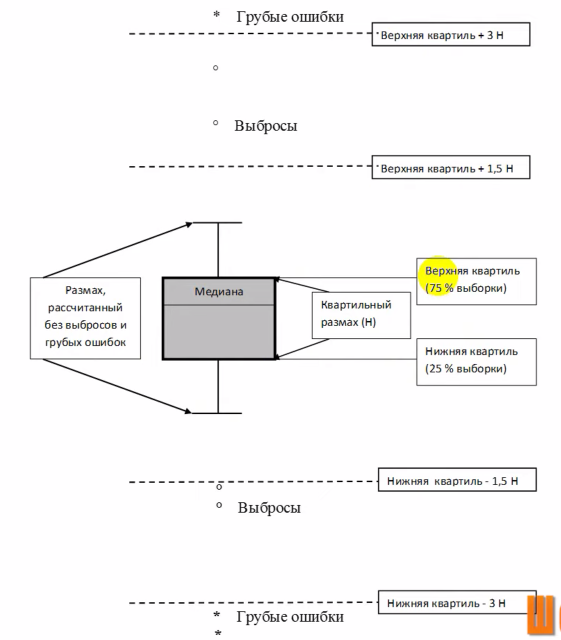 * Грубые ошибки
Верхняя квартиль + 3 Н
Выбросы
Верхняя квартиль + 1,5 Н
Размах,
рассчитанный
без выбросов и
грубых ошибок
Медиана
Квартильный
размах (Н)
Верхняя квартиль
(75 % выборки)
Нижняя квартиль
(25 % выборки)
Нижняя квартиль - 1,5 Н
Выбросы
Нижняя квартиль - 3 Н
* Грубые ошибки
*